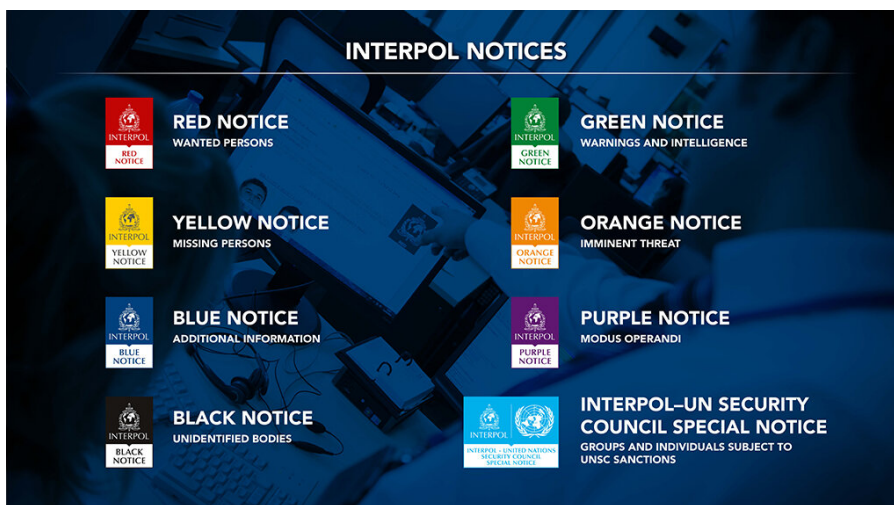 INTERPOL NOTICES
INTERPOL
RED
NOTICE
RED NOTICE
WANTED PERSONS
INTERPOL
GREEN
NOTICE
GREEN NOTICE
WARNINGS AND INTELLIGENCE
INTERPOL
YELLOW
NOTICE
YELLOW NOTICE
MISSING PERSONS
INTERPOL
ORANGE
NOTICE
ORANGE NOTICE
IMMINENT THREAT
INTERPOL
BLUE
NOTICE
BLUE NOTICE
ADDITIONAL INFORMATION
INTERPOL
PURPLE
NOTICE
PURPLE NOTICE
MODUS OPERANDI
INTERPOL
BLACK
NOTICE
BLACK NOTICE
UNIDENTIFIED BODIES
INTERPOL
INTERPOL - UNITED NATIONS
SECURITY COUNCIL
SPECIAL NOTICE
INTERPOL–UN SECURITY
COUNCIL SPECIAL NOTICE
GROUPS AND INDIVIDUALS SUBJECT TO
UNSC SANCTIONS